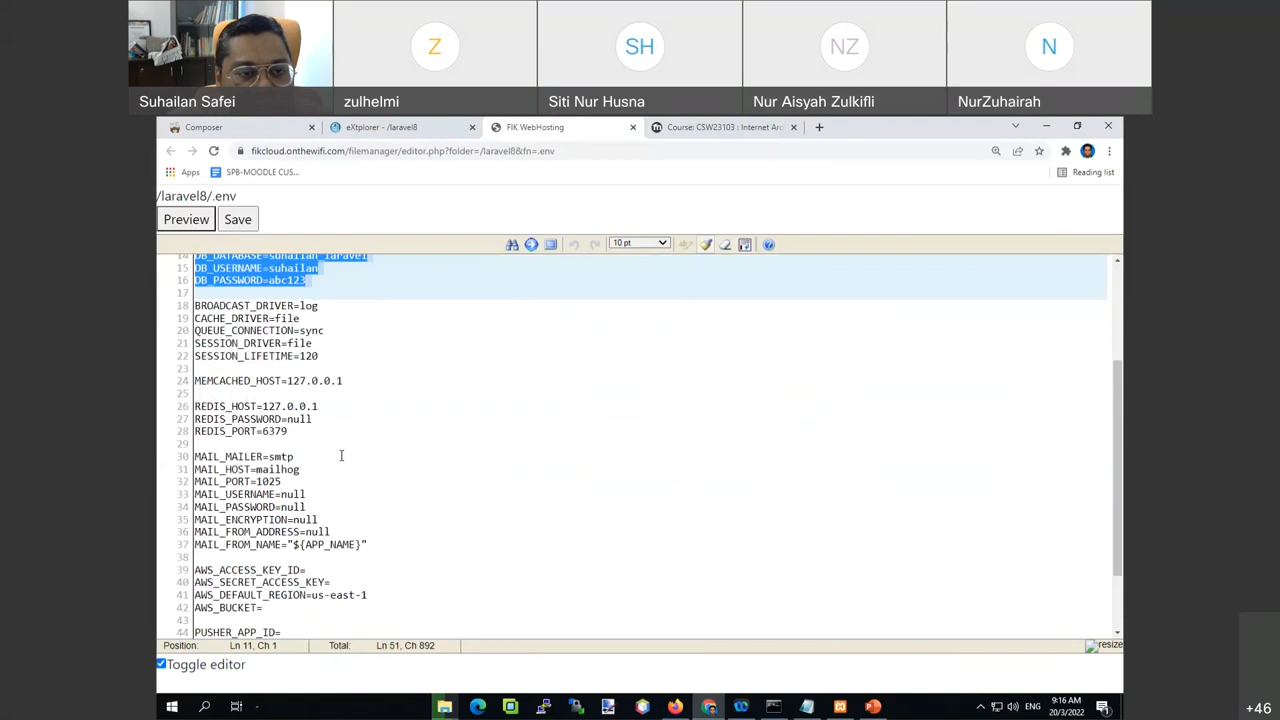 Z
SH
NZ
N
Suhailan Safei
zulhelmi
Siti Nur Husna
Nur Aisyah Zulkifli
NurZuhairah
Composer
eXtplorer - /laravel8
FIK WebHosting
Course: CSW23103 : Internet Arc
fikcloud.onthewifi.com/filemanager/editor.php?folder=/laravel8&fn=.env
Apps
SPB-MOODLE CUS...
Reading list
/laravel8/.env
Preview
Save
10 pt
14 DB_DATABASE=suhailan_laravel
15 DB_USERNAME=suhailan
16 DB_PASSWORD=abc123
17
18 BROADCAST_DRIVER=log
19 CACHE_DRIVER=file
20 QUEUE_CONNECTION=sync
21 SESSION_DRIVER=file
22 SESSION_LIFETIME=120
23
24 MEMCACHED_HOST=127.0.0.1
25
26 REDIS_HOST=127.0.0.1
27 REDIS_PASSWORD=null
28 REDIS_PORT=6379
29
30 MAIL_MAILER=smtp
31 MAIL_HOST=mailhog
32 MAIL_PORT=1025
33 MAIL_USERNAME=null
34 MAIL_PASSWORD=null
35 MAIL_ENCRYPTION=null
36 MAIL_FROM_ADDRESS=null
37 MAIL_FROM_NAME="${APP_NAME}"
38
39 AWS_ACCESS_KEY_ID=
40 AWS_SECRET_ACCESS_KEY=
41 AWS_DEFAULT_REGION=us-east-1
42 AWS_BUCKET=
43
44 PUSHER_APP_ID=
Position: Ln 11, Ch 1 Total: Ln 51, Ch 892
resize
Toggle editor
9:16 AM
20/3/2022
+46